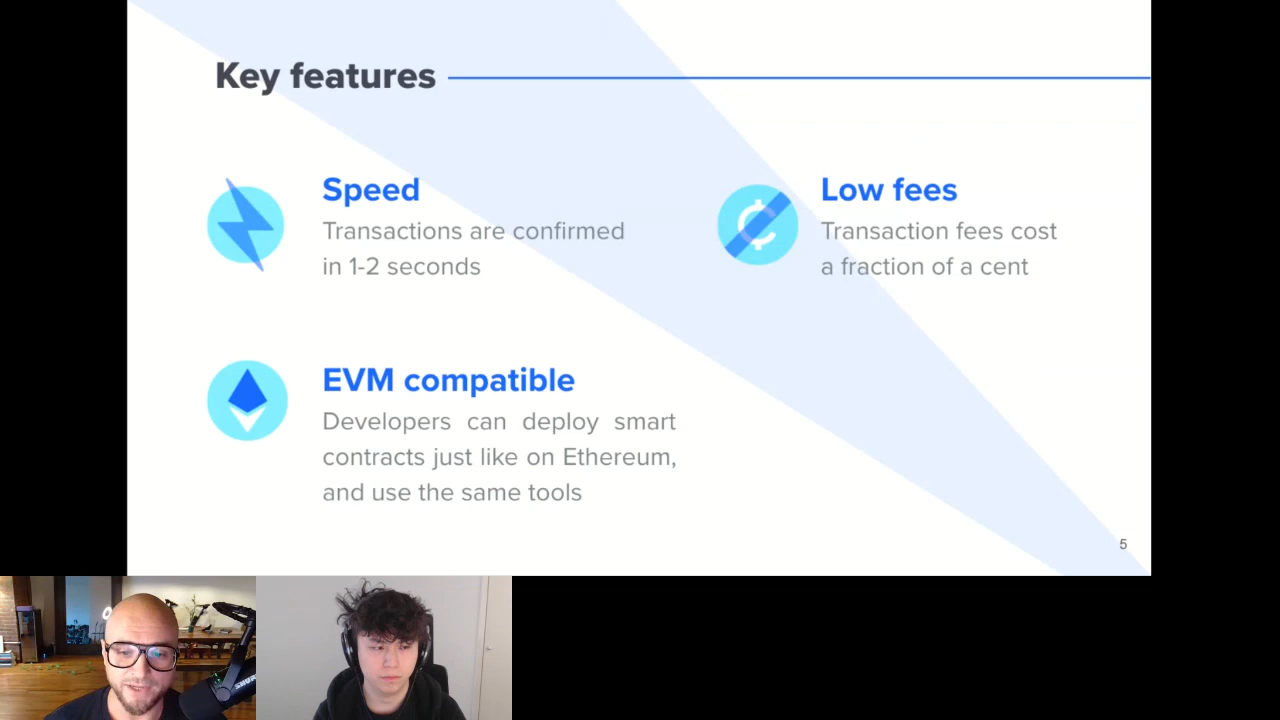 Key features
Speed
Transactions are confirmed
in 1-2 seconds
Low fees
Transaction fees cost
a fraction of a cent
EVM compatible
Developers can deploy smart
contracts just like on Ethereum,
and use the same tools
5
SHURE